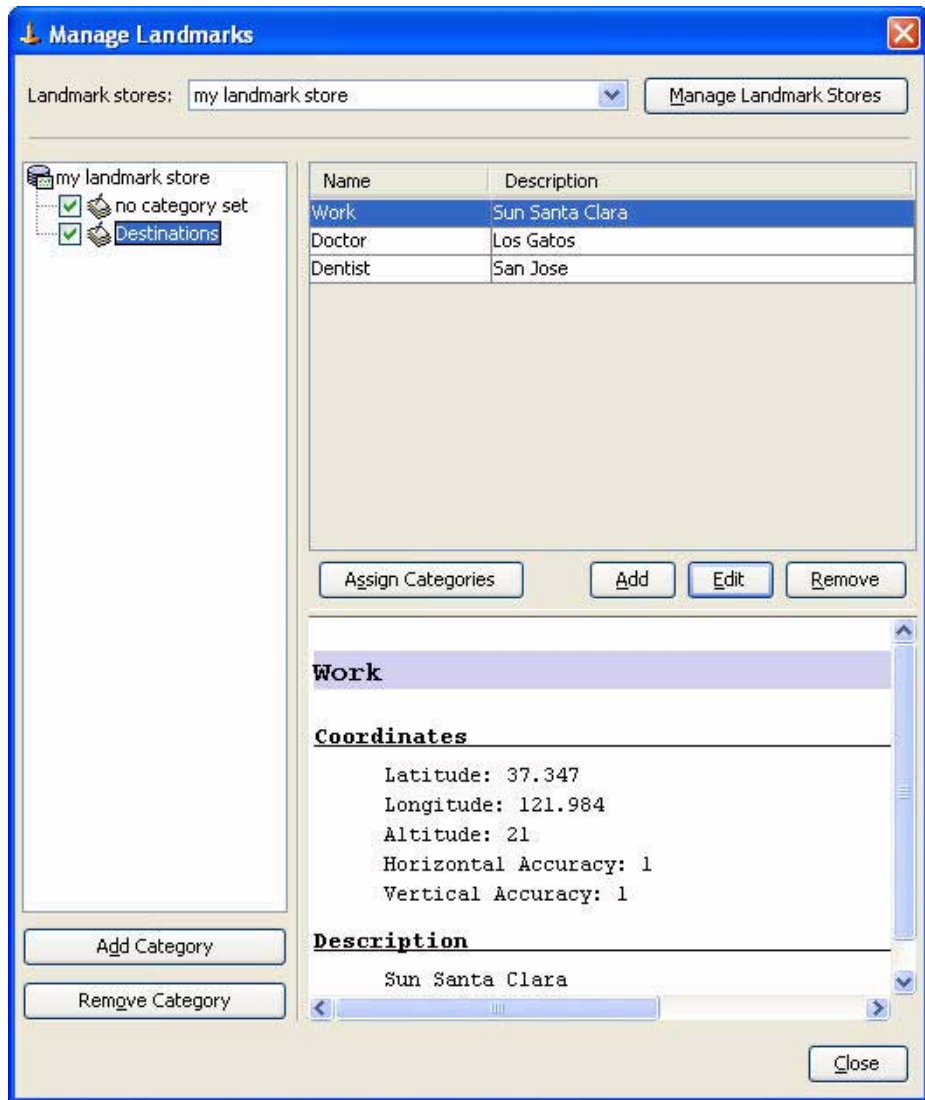 Manage Landmarks
Landmark stores: my landmark store Manage Landmark Stores
my landmark store
no category set
Destinations
Name Description
Work Sun Santa Clara
Doctor Los Gatos
Dentist San Jose
Assign Categories Add Edit Remove
Work
Coordinates
Latitude: 37.347
Longitude: 121.984
Altitude: 21
Horizontal Accuracy: 1
Vertical Accuracy: 1
Description
Sun Santa Clara
Add Category
Remove Category
Close